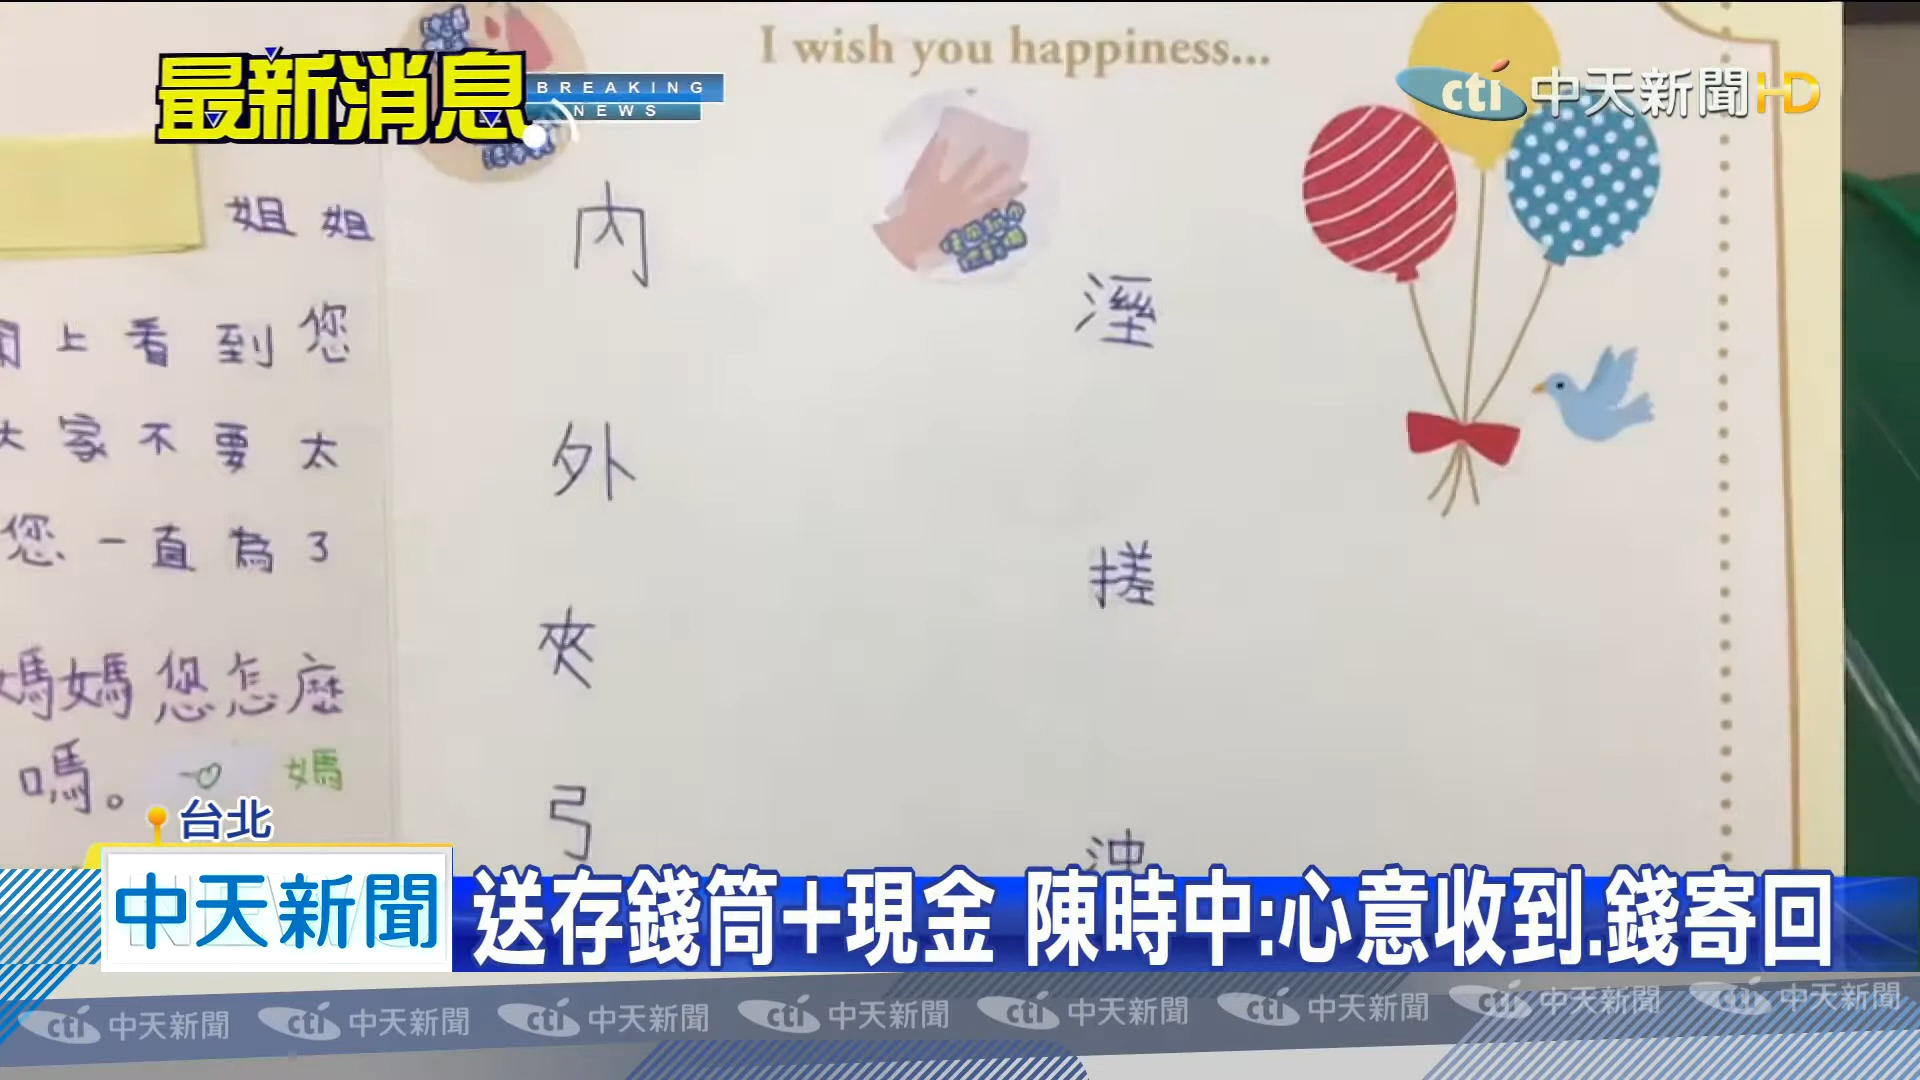 I wish you happiness...
最新消息
BREAKING
NEWS
cti 中天新聞HD
姐姐
上看到您
大家不要太
您一直為了
媽媽您怎麼
嗎。
媽
內
外
夾
弓
溼
搓
沖
台北
中天新聞
送存錢筒+現金 陳時中:心意收到.錢寄回
cti 中天新聞 cti 中天新聞 cti 中天新聞 cti 中天新聞 cti 中天新聞 cti 中天新聞 cti 中天新聞 cti 中天新聞